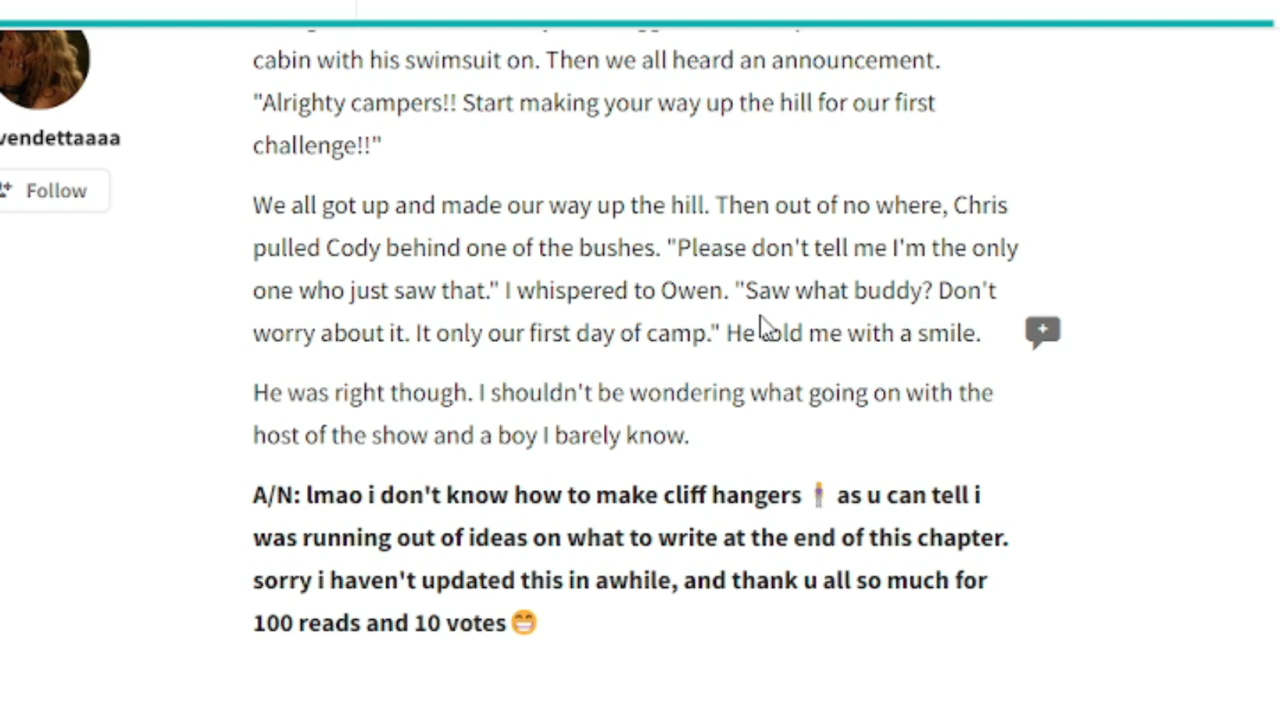 cabin with his swimsuit on. Then we all heard an announcement.
"Alrighty campers!! Start making your way up the hill for our first
challenge!!"
vendettaaaa
Follow
We all got up and made our way up the hill. Then out of no where, Chris
pulled Cody behind one of the bushes. "Please don't tell me I'm the only
one who just saw that." I whispered to Owen. "Saw what buddy? Don't
worry about it. It only our first day of camp." He told me with a smile.
He was right though. I shouldn't be wondering what going on with the
host of the show and a boy I barely know.
A/N: lmao i don't know how to make cliff hangers 🧍‍♀️ as u can tell i
was running out of ideas on what to write at the end of this chapter.
sorry i haven't updated this in awhile, and thank u all so much for
100 reads and 10 votes😁